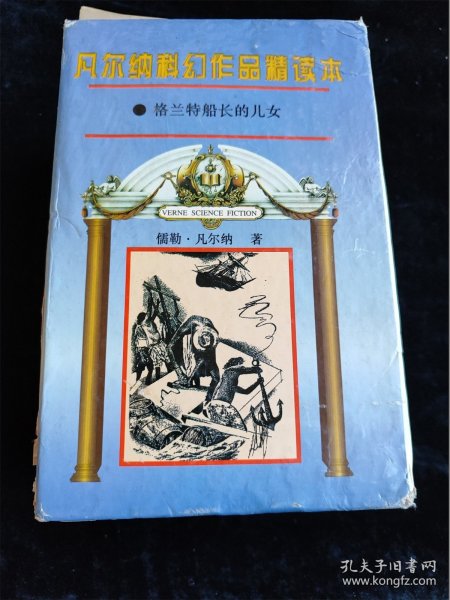 凡尔纳科幻作品精读本
●格兰特船长的儿女
VERNE SCIENCE FICTION
儒勒·凡尔纳 著
孔夫子旧书网
www.kongfz.com